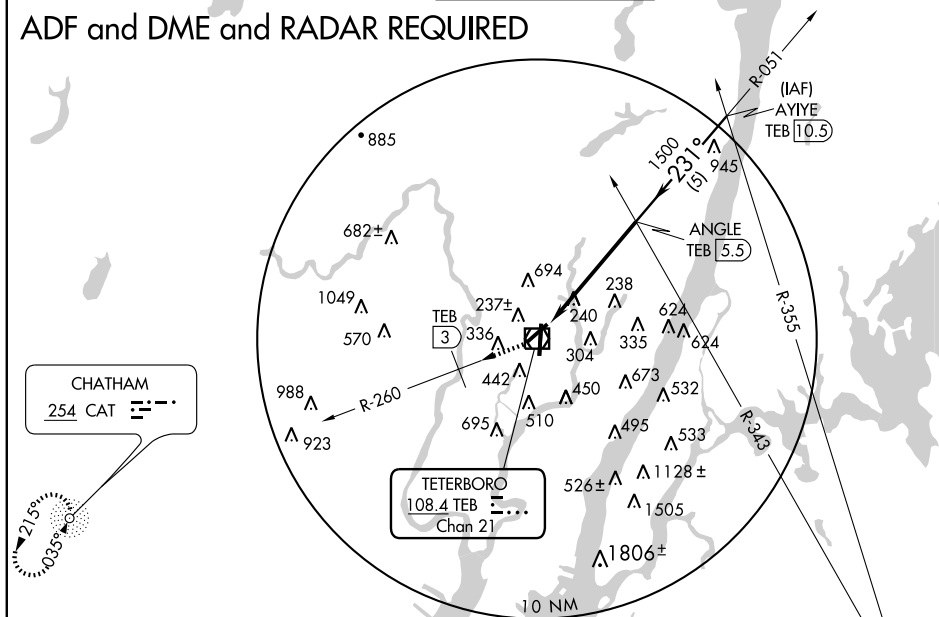 ADF and DME and RADAR REQUIRED
R-051
(IAF)
AYIYE
TEB 10.5
885
1500
231°
(5)
945
682±
ANGLE
TEB 5.5
694
238
1049
237±
240
R-355
TEB
3
570
336
304
335
624
624
CHATHAM
254 CAT
442
673
988
R-260
450
532
510
R-343
923
695
495
533
TETERBORO
108.4 TEB
Chan 21
526±
1128±
215°
035°
1505
1806±
10 NM